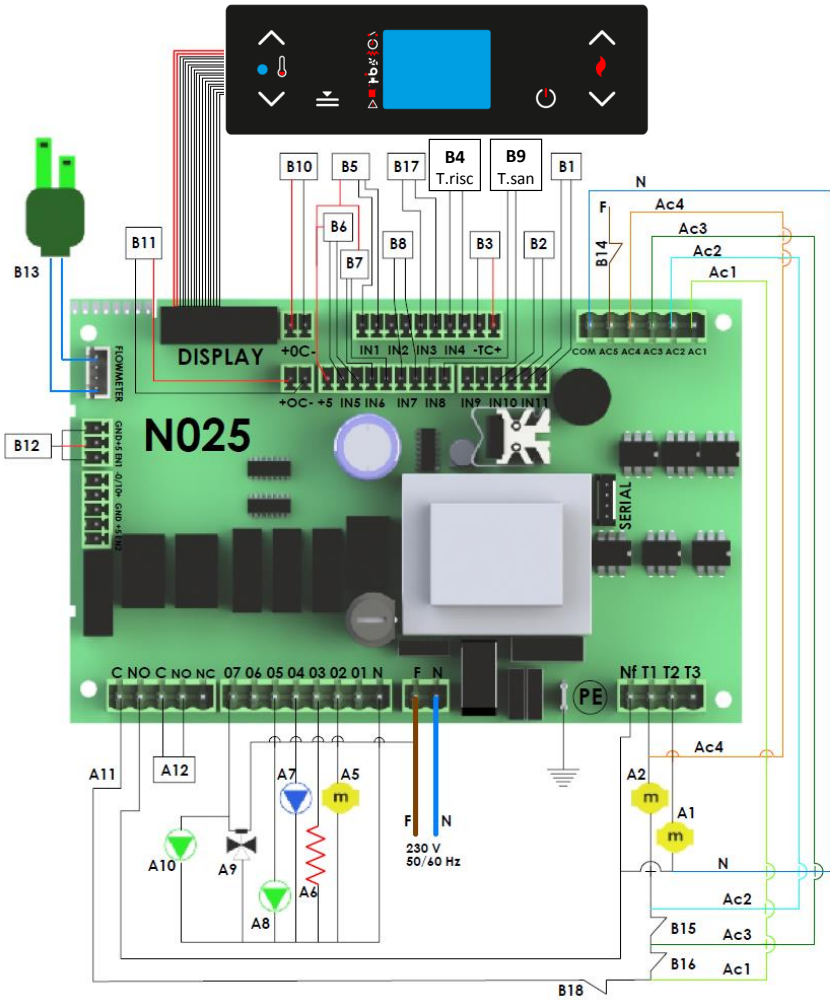 B10
B5
B17
B4
T.risc
B9
T.san
B1
N
F
Ac4
B14
Ac3
B11
B6
B8
B3
B2
Ac2
B7
B13
Ac1
+0C-
IN1 IN2 IN3 IN4 -TC+
DISPLAY
COM AC5 AC4 AC3 AC2 AC1
FLOWMETER
+OC- +5 IN5 IN6 IN7 IN8 IN9 IN10 IN11
N025
B12
GND+5 EN1 -0/10+ GND +5 EN2
SERIAL
C NO C NO NC 07 06 05 04 03 02 01 N F N
Nf T1 T2 T3
PE
Ac4
A11
A12
A7
A5
m
A2
m
A1
m
F
N
230 V
50/60 Hz
A10
A9
A8
A6
N
Ac2
B15
Ac3
B16
Ac1
B18